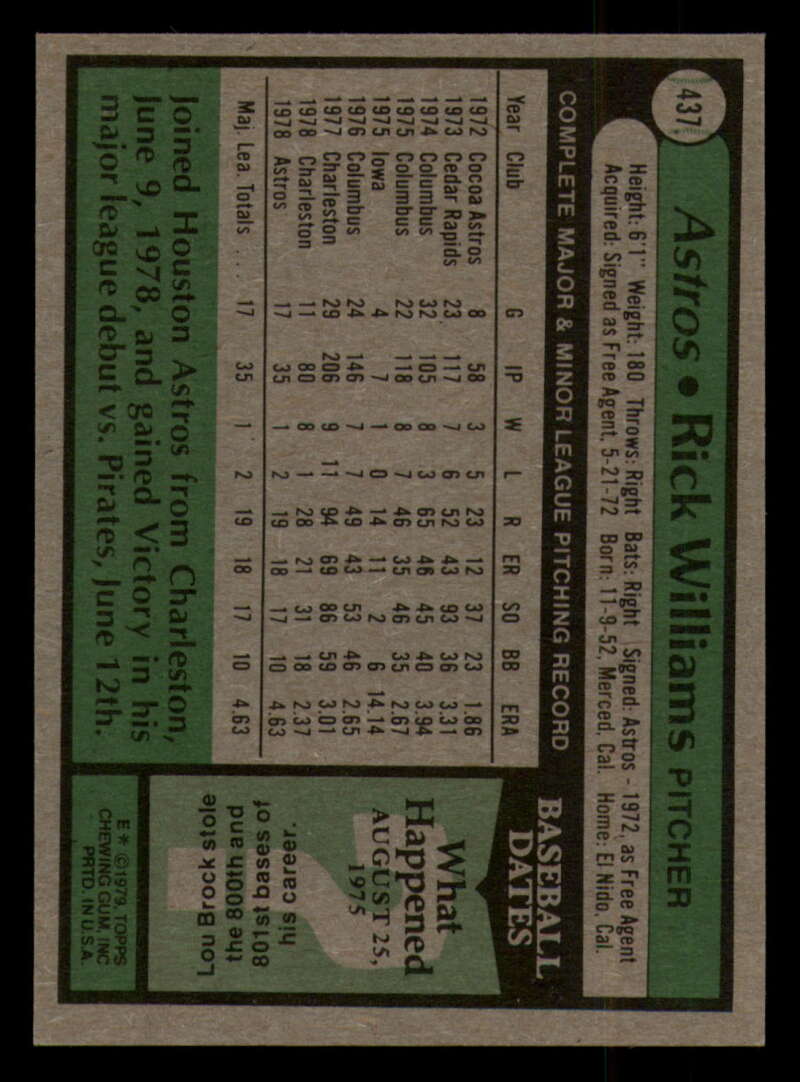 437
Astros • Rick Williams PITCHER
Height: 6'1" Weight: 180 Throws: Right Bats: Right Signed: Astros - 1972, as Free Agent
Acquired: Signed as Free Agent, 5-21-72 Born: 11-9-52, Merced, Cal. Home: El Nido, Cal.
COMPLETE MAJOR & MINOR LEAGUE PITCHING RECORD
Year Club G IP W L R ER SO BB ERA
1972 Cocoa Astros 8 58 3 5 23 12 37 23 1.86
1973 Cedar Rapids 23 117 7 6 52 43 93 36 3.31
1974 Columbus 32 105 8 3 65 46 45 40 3.94
1975 Columbus 22 118 8 7 46 35 46 35 2.67
1975 Iowa 4 7 1 0 14 11 2 6 14.14
1976 Columbus 24 146 7 7 49 43 53 46 2.65
1977 Charleston 29 206 9 11 94 69 86 59 3.01
1978 Charleston 11 80 8 1 28 21 31 18 2.37
1978 Astros 17 35 1 2 19 18 17 10 4.63
Maj. Lea. Totals ... 17 35 1 2 19 18 17 10 4.63
Joined Houston Astros from Charleston,
June 9, 1978, and gained Victory in his
major league debut vs. Pirates, June 12th.
BASEBALL
DATES
What
Happened
AUGUST 25,
1975
?
Lou Brock stole
the 800th and
801st bases of
his career.
E* ©1979, TOPPS
CHEWING GUM, INC
PRTD. IN U.S.A.